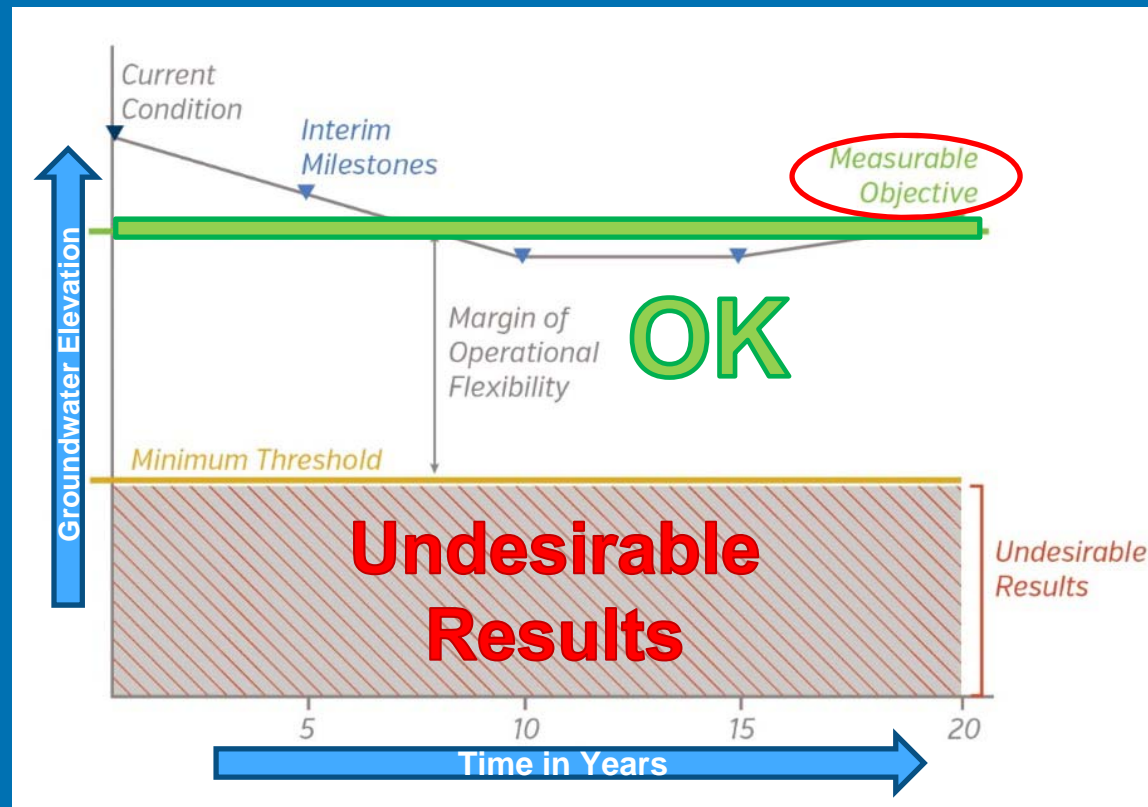 Current
Condition
Interim
Milestones
Measurable
Objective
Groundwater Elevation
OK
Margin of
Operational
Flexibility
Minimum Threshold
Undesirable
Results
Undesirable
Results
5
10
15
20
Time in Years